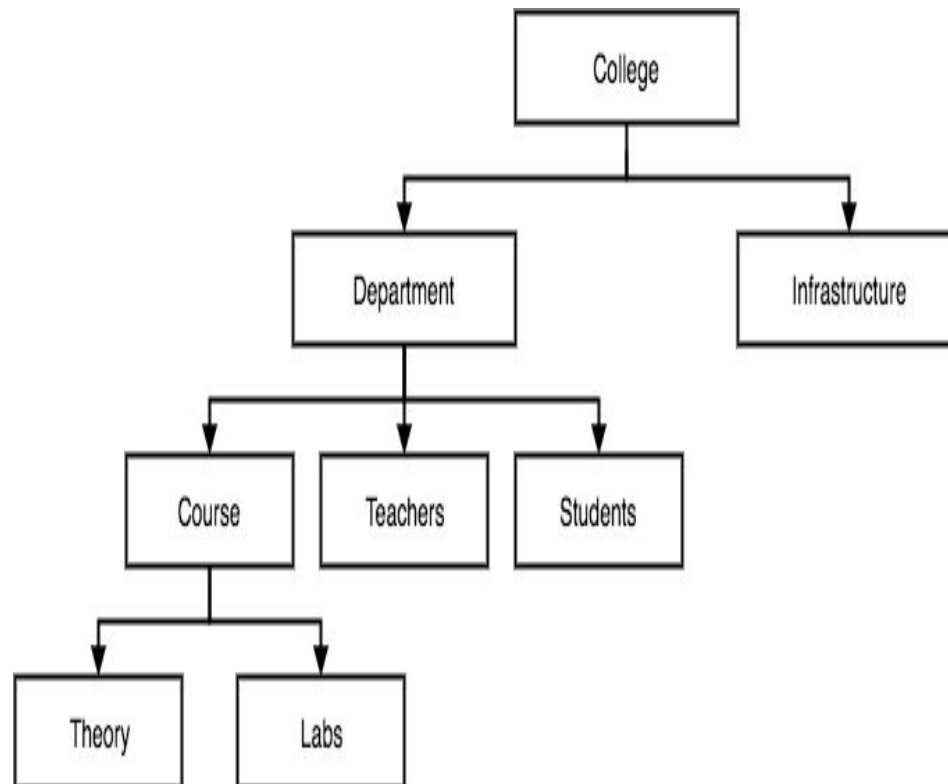 College
Department
Infrastructure
Course
Teachers
Students
Theory
Labs